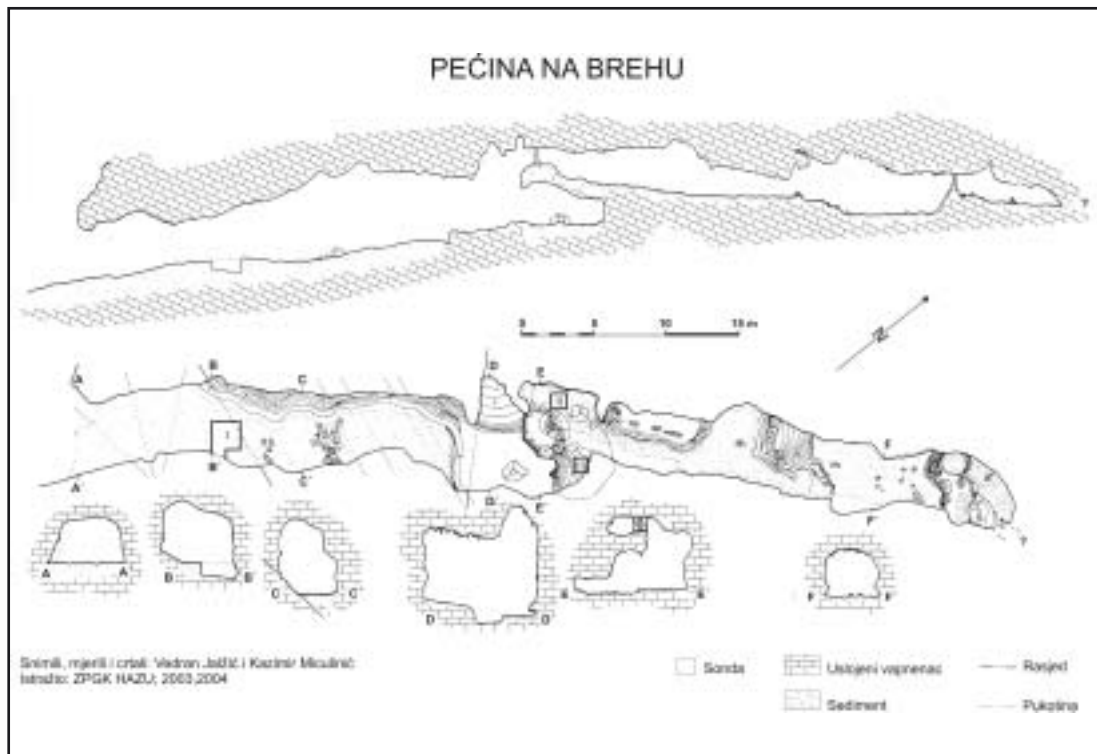 PEĆINA NA BREHU
?
0 5 10 15 m
N
A B C D E F
1
B' C' D' E' F'
A'
?
A A' B B' C C' D D' E E' F F'
Snimili, mjerili i crtali: Vedran Jalžić i Kazimir Miculinić
Istražio: ZPGK HAZU; 2003,2004
Sonda
Uslojeni vapnenac
Rasjed
Sediment
Pukotina